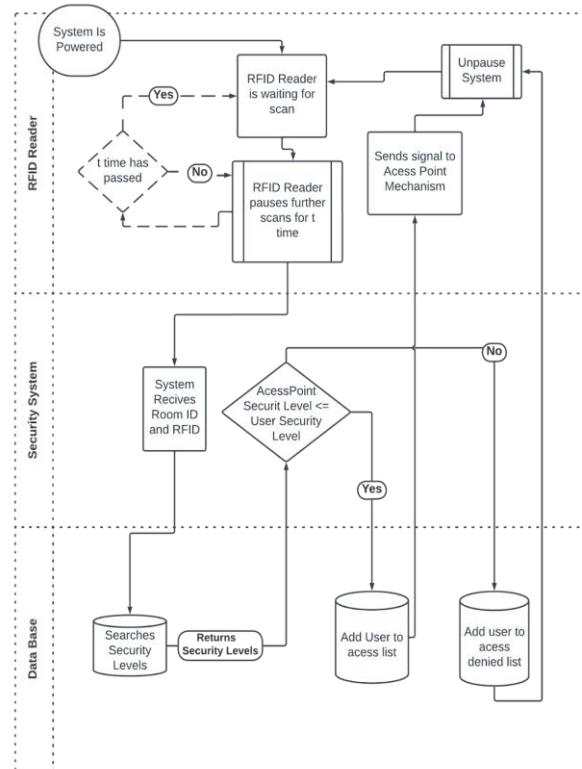 System Is
Powered
RFID Reader
is waiting for
scan
Unpause
System
Yes
t time has
passed
No
RFID Reader
pauses further
scans for t
time
Sends signal to
Acess Point
Mechanism
RFID Reader
System
Recives
Room ID
and RFID
AcessPoint
Securit Level <=
User Security
Level
No
Yes
Security System
Searches
Security
Levels
Returns
Security Levels
Add User to
acess list
Add user to
acess
denied list
Data Base